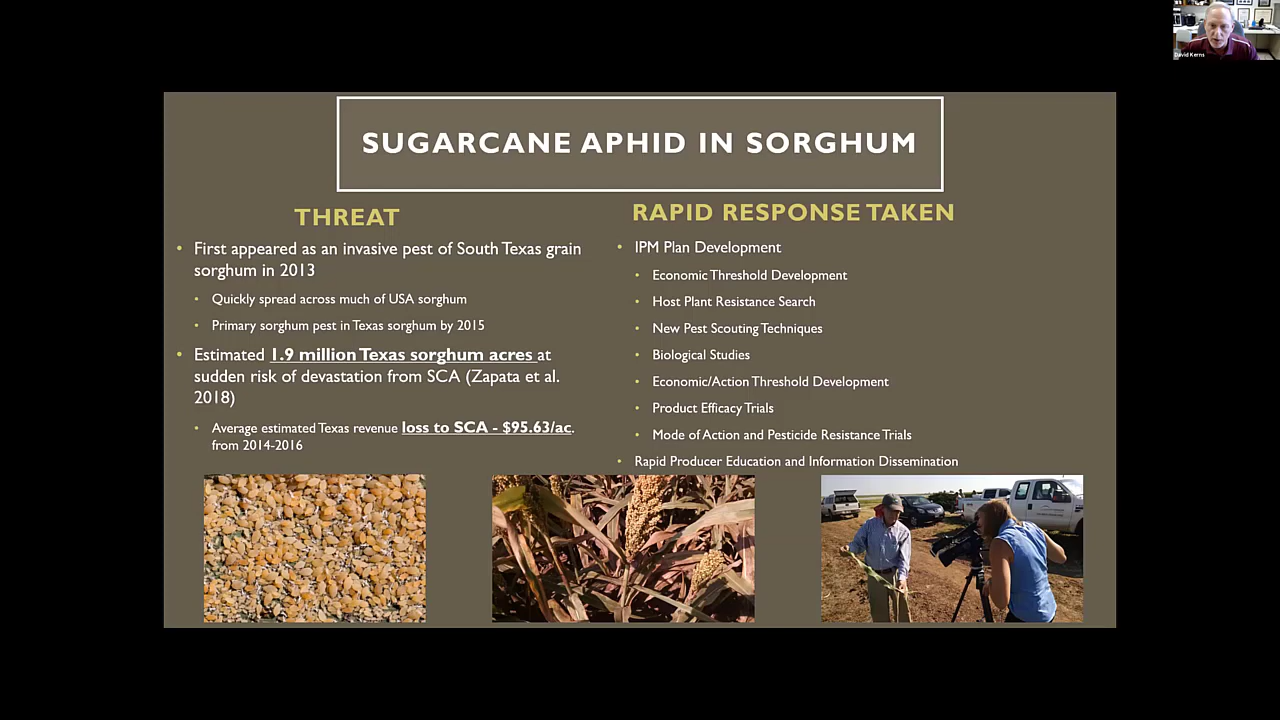 David Kerns
SUGARCANE APHID IN SORGHUM
THREAT
• First appeared as an invasive pest of South Texas grain
sorghum in 2013
• Quickly spread across much of USA sorghum
• Primary sorghum pest in Texas sorghum by 2015
• Estimated 1.9 million Texas sorghum acres at
sudden risk of devastation from SCA (Zapata et al.
2018)
• Average estimated Texas revenue loss to SCA - $95.63/ac.
from 2014-2016
RAPID RESPONSE TAKEN
• IPM Plan Development
• Economic Threshold Development
• Host Plant Resistance Search
• New Pest Scouting Techniques
• Biological Studies
• Economic/Action Threshold Development
• Product Efficacy Trials
• Mode of Action and Pesticide Resistance Trials
• Rapid Producer Education and Information Dissemination